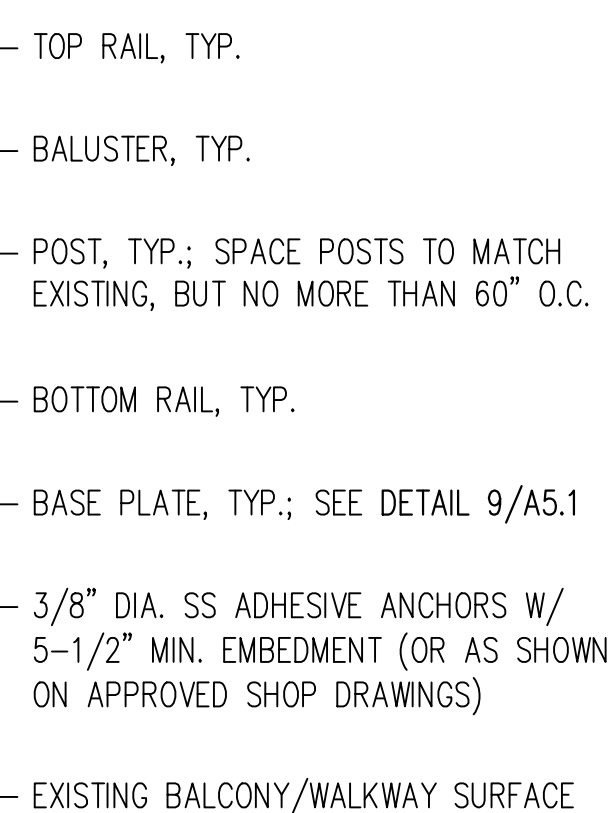 TOP RAIL, TYP.
BALUSTER, TYP.
POST, TYP.; SPACE POSTS TO MATCH
EXISTING, BUT NO MORE THAN 60" O.C.
BOTTOM RAIL, TYP.
BASE PLATE, TYP.; SEE DETAIL 9/A5.1
3/8" DIA. SS ADHESIVE ANCHORS W/
5-1/2" MIN. EMBEDMENT (OR AS SHOWN
ON APPROVED SHOP DRAWINGS)
EXISTING BALCONY/WALKWAY SURFACE